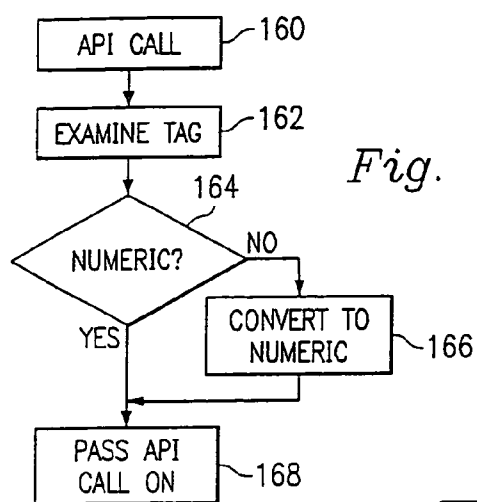 API CALL
160
EXAMINE TAG
162
Fig.
164
NUMERIC?
NO
YES
CONVERT TO
NUMERIC
166
PASS API
CALL ON
168